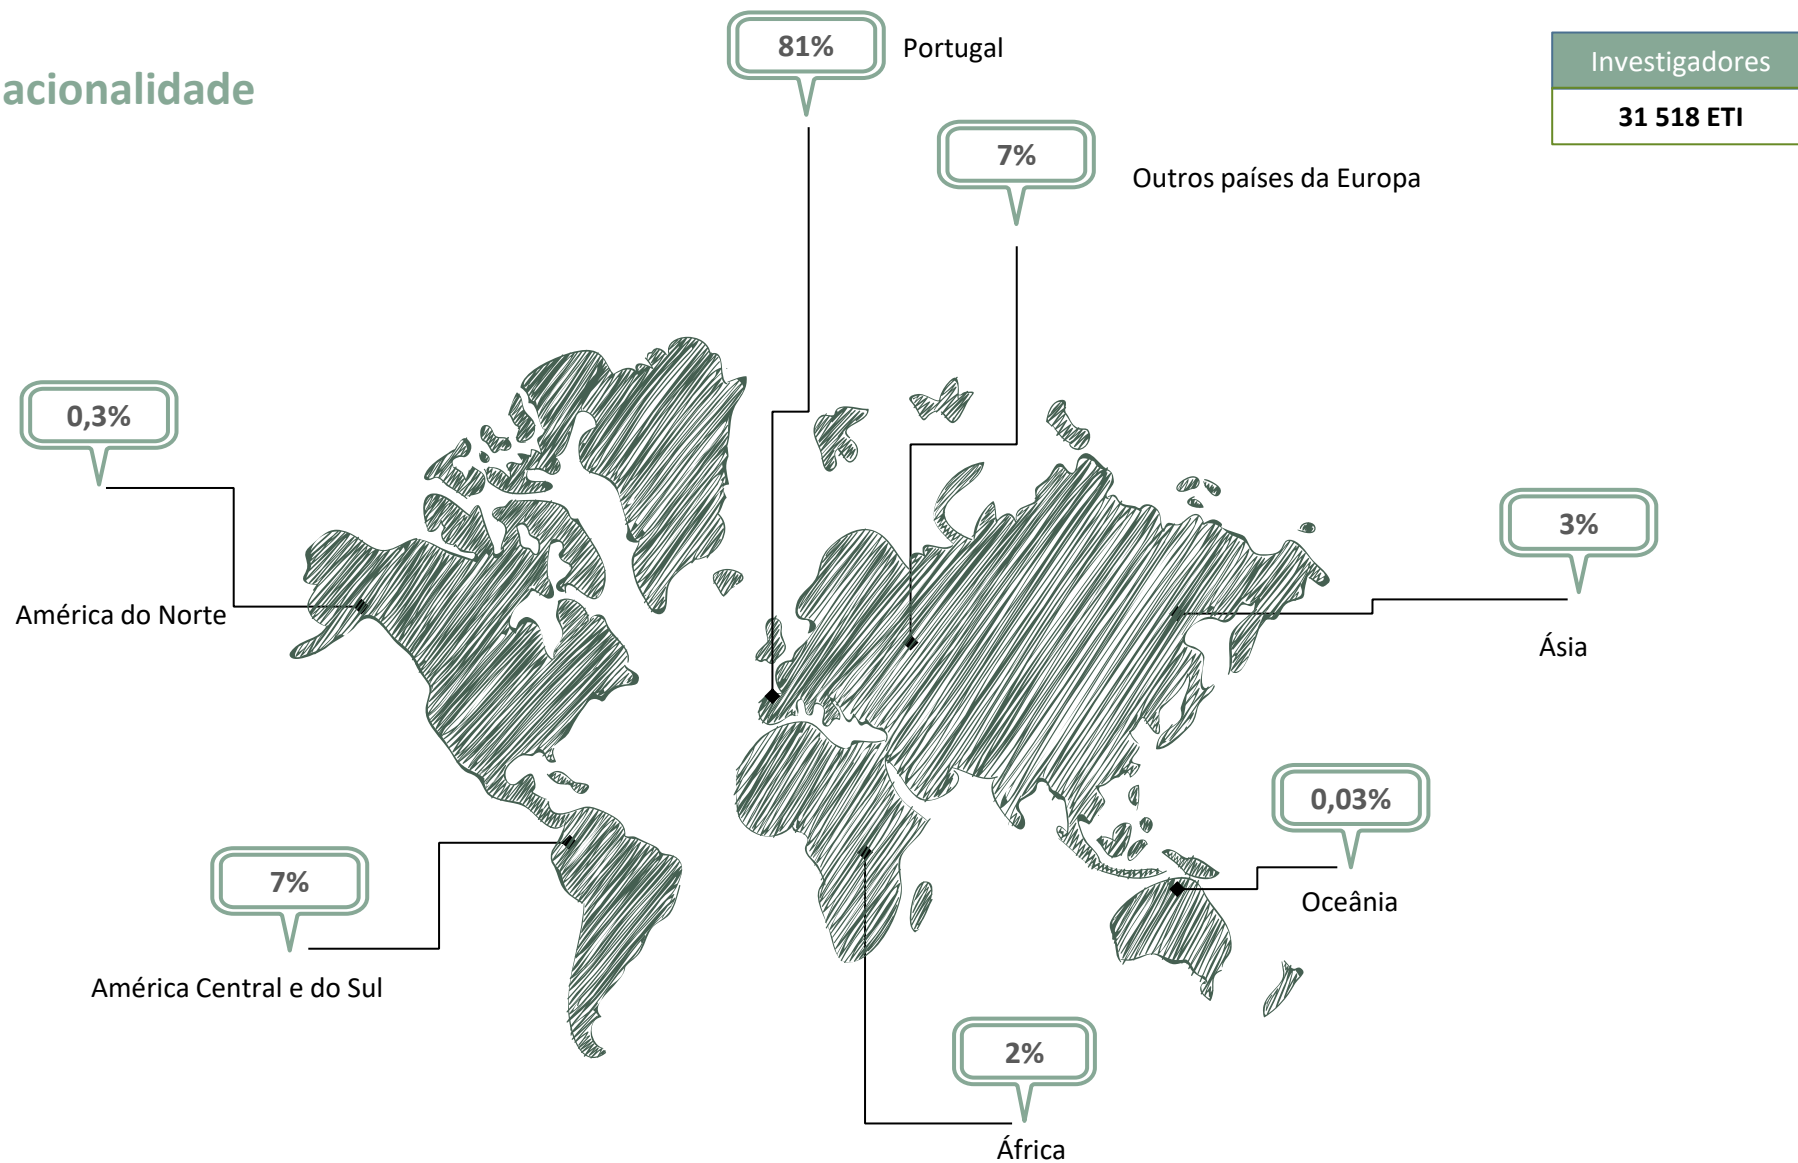 acionalidade
81%
Portugal
Investigadores
31 518 ETI
7%
Outros países da Europa
0,3%
América do Norte
3%
Ásia
0,03%
Oceânia
7%
América Central e do Sul
2%
África